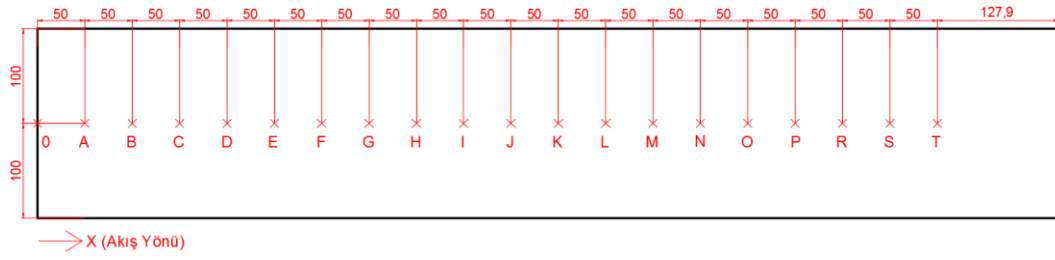 50 50 50 50 50 50 50 50 50 50 50 50 50 50 50 50 50 50 50 127,9
100
0 A B C D E F G H I J K L M N O P R S T
100
X (Akış Yönü)